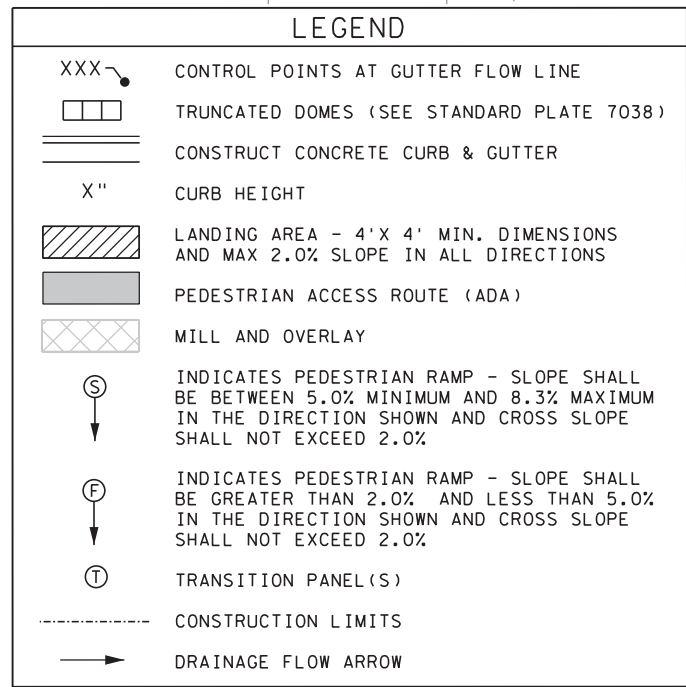 LEGEND
XXX CONTROL POINTS AT GUTTER FLOW LINE
TRUNCATED DOMES (SEE STANDARD PLATE 7038)
CONSTRUCT CONCRETE CURB & GUTTER
X" CURB HEIGHT
LANDING AREA - 4'X 4' MIN. DIMENSIONS
AND MAX 2.0% SLOPE IN ALL DIRECTIONS
PEDESTRIAN ACCESS ROUTE (ADA)
MILL AND OVERLAY
S INDICATES PEDESTRIAN RAMP - SLOPE SHALL
BE BETWEEN 5.0% MINIMUM AND 8.3% MAXIMUM
IN THE DIRECTION SHOWN AND CROSS SLOPE
SHALL NOT EXCEED 2.0%
F INDICATES PEDESTRIAN RAMP - SLOPE SHALL
BE GREATER THAN 2.0% AND LESS THAN 5.0%
IN THE DIRECTION SHOWN AND CROSS SLOPE
SHALL NOT EXCEED 2.0%
T TRANSITION PANEL(S)
CONSTRUCTION LIMITS
DRAINAGE FLOW ARROW